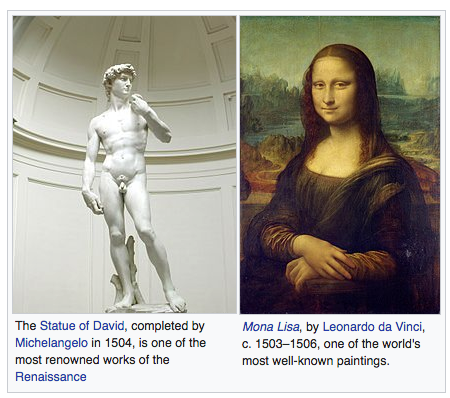 The Statue of David, completed by
Michelangelo in 1504, is one of the
most renowned works of the
Renaissance
Mona Lisa, by Leonardo da Vinci,
c. 1503–1506, one of the world's
most well-known paintings.